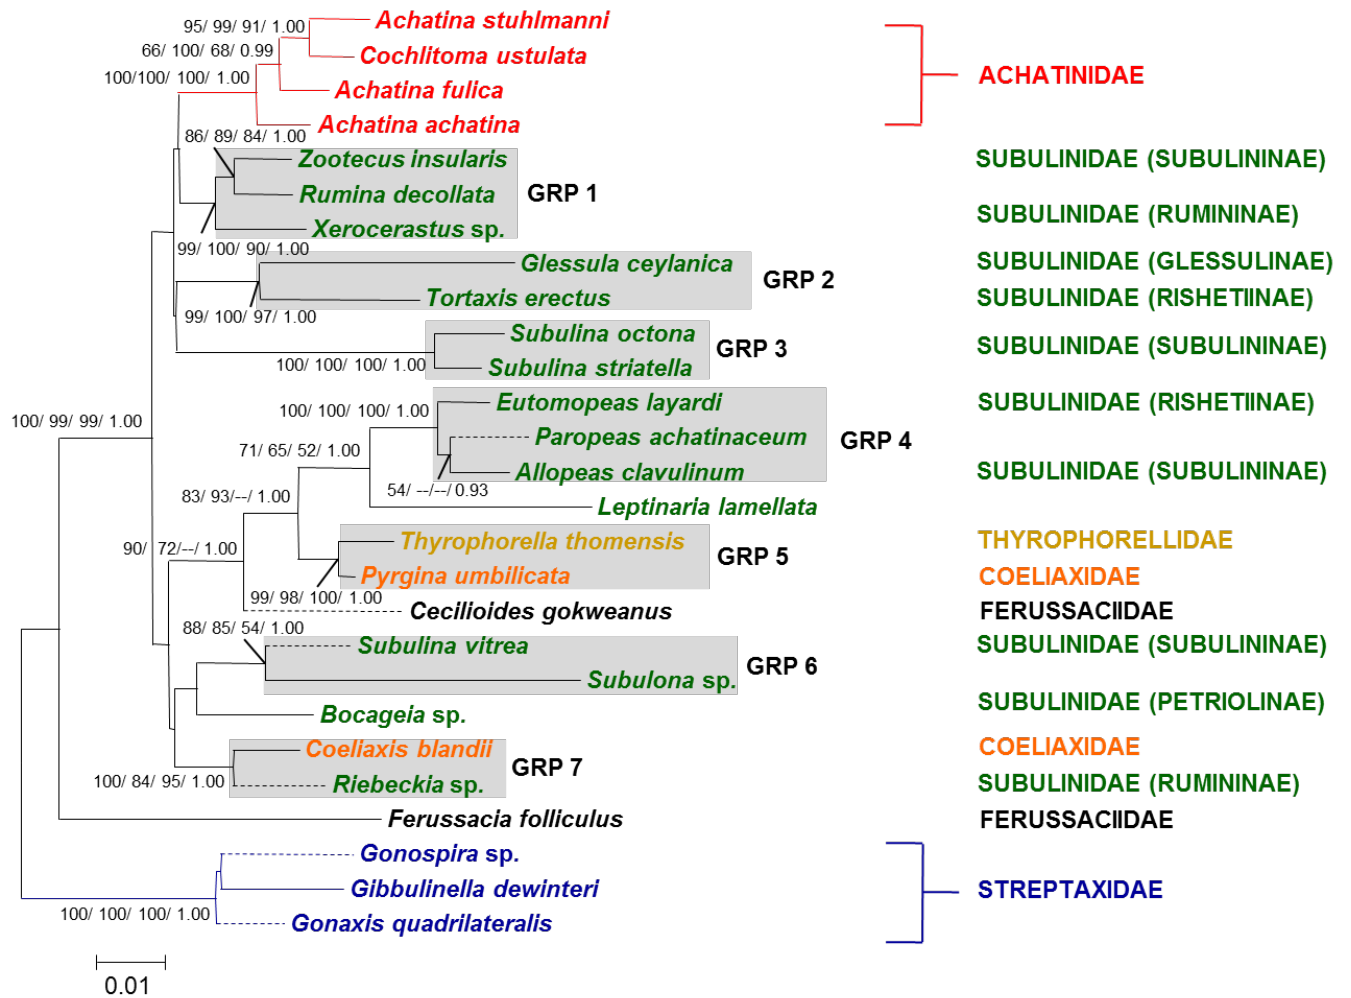 95/ 99/ 91/ 1.00
Achatina stuhlmanni
66/ 100/ 68/ 0.99
Cochlitoma ustulata
100/100/ 100/ 1.00
ACHATINIDAE
Achatina fulica
Achatina achatina
86/ 89/ 84/ 1.00
Zootecus insularis
SUBULINIDAE (SUBULININAE)
Rumina decollata
GRP 1
SUBULINIDAE (RUMININAE)
Xerocerastus sp.
99/ 100/ 90/ 1.00
Glessula ceylanica
SUBULINIDAE (GLESSULINAE)
GRP 2
Tortaxis erectus
SUBULINIDAE (RISHETIINAE)
99/ 100/ 97/ 1.00
Subulina octona
GRP 3
SUBULINIDAE (SUBULININAE)
100/ 100/ 100/ 1.00
Subulina striatella
Eutomopeas layardi
SUBULINIDAE (RISHETIINAE)
100/ 100/ 100/ 1.00
100/ 99/ 99/ 1.00
Paropeas achatinaceum
GRP 4
71/ 65/ 52/ 1.00
Allopeas clavulinum
SUBULINIDAE (SUBULININAE)
54/ --/--/ 0.93
83/ 93/--/ 1.00
Leptinaria lamellata
Thyrophorella thomensis
THYROPHORELLIDAE
90/ 72/--/ 1.00
GRP 5
Pyrgina umbilicata
COELIAXIDAE
99/ 98/ 100/ 1.00
Cecilioides gokweanus
FERUSSACIIDAE
88/ 85/ 54/ 1.00
Subulina vitrea
SUBULINIDAE (SUBULININAE)
GRP 6
Subulona sp.
SUBULINIDAE (PETRIOLINAE)
Bocageia sp.
Coeliaxis blandii
COELIAXIDAE
GRP 7
100/ 84/ 95/ 1.00
Riebeckia sp.
SUBULINIDAE (RUMININAE)
Ferussacia folliculus
FERUSSACIIDAE
Gonospira sp.
Gibbulinella dewinteri
STREPTAXIDAE
100/ 100/ 100/ 1.00
Gonaxis quadrilateralis
0.01